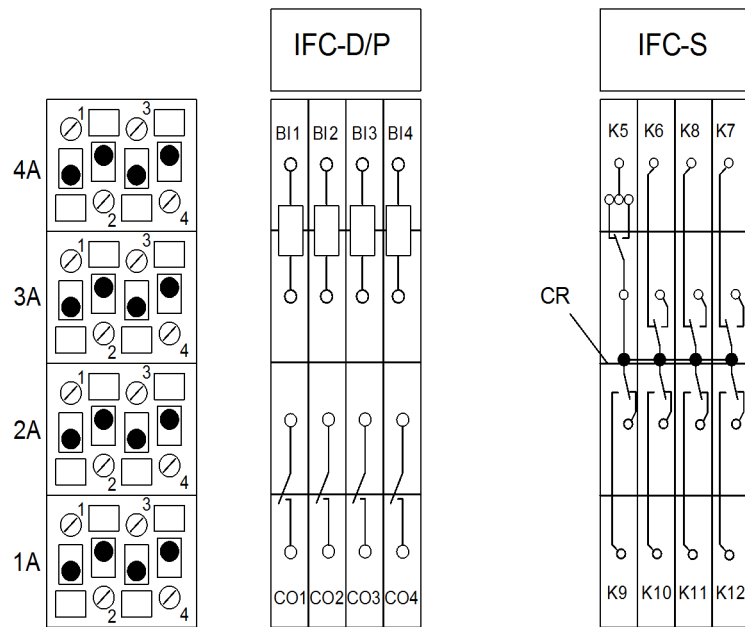 IFC-D/P
IFC-S
1 3
4A
2 4
BI1 BI2 BI3 BI4
K5 K6 K8 K7
1 3
3A
2 4
CR
1 3
2A
2 4
1 3
1A
2 4
CO1 CO2 CO3 CO4
K9 K10 K11 K12